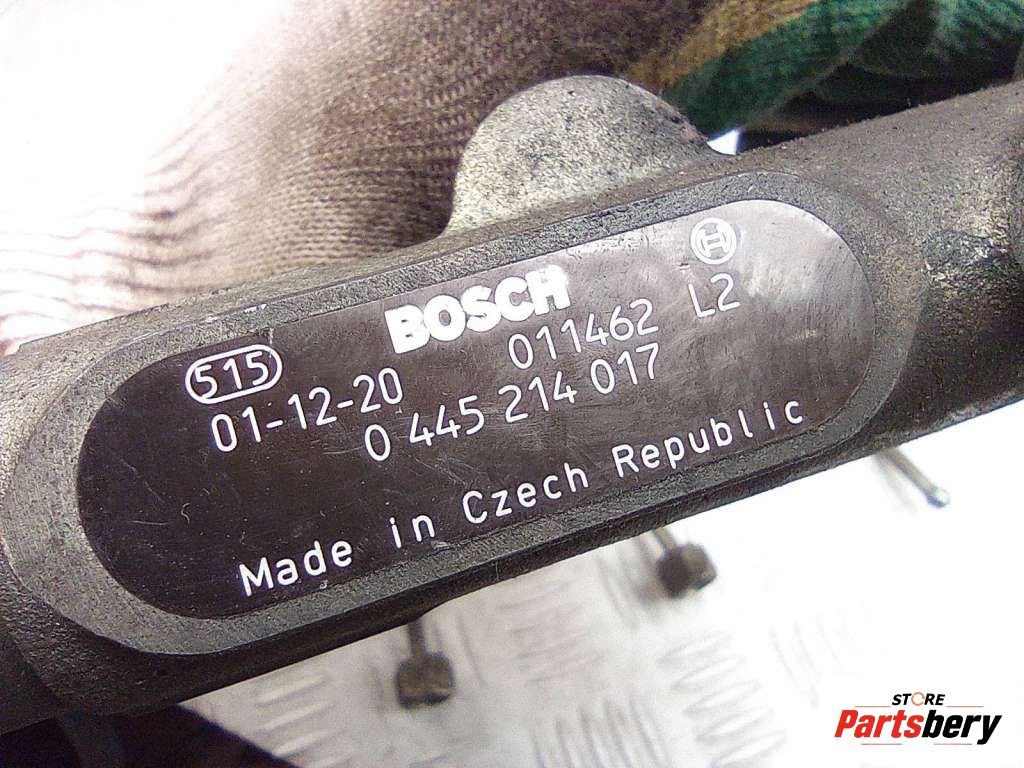 BOSCH
515
011462 L2
01-12-20
0 445 214 017
Made in Czech Republic
STORE
Partsbery